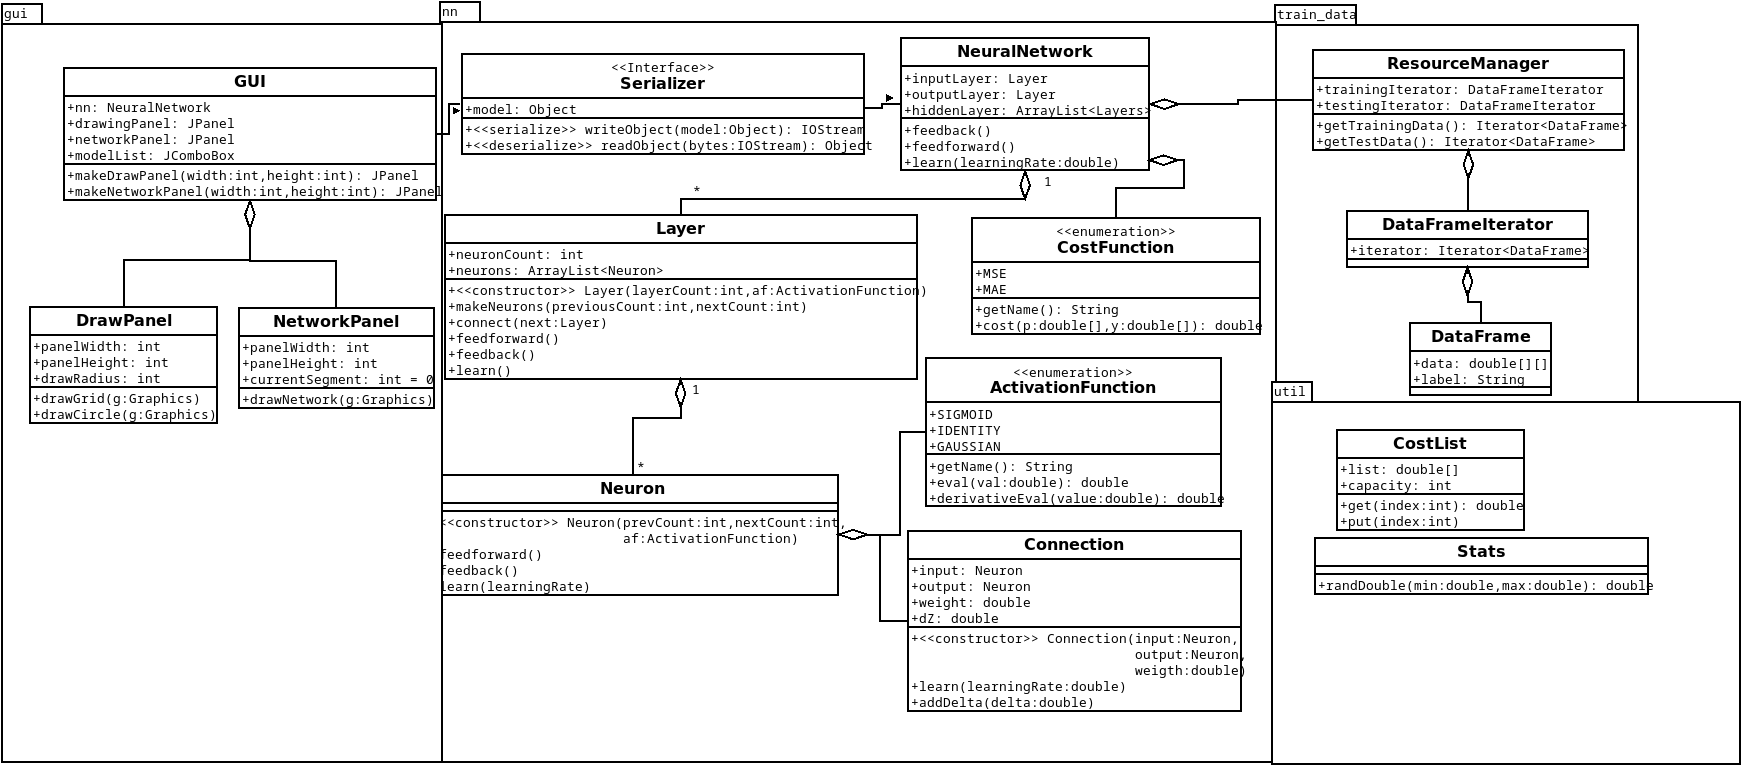 gui
GUI
+nn: NeuralNetwork
+drawingPanel: JPanel
+networkPanel: JPanel
+modelList: JComboBox
+makeDrawPanel(width:int,height:int): JPanel
+makeNetworkPanel(width:int,height:int): JPanel
DrawPanel
+panelWidth: int
+panelHeight: int
+drawRadius: int
+drawGrid(g:Graphics)
+drawCircle(g:Graphics)
NetworkPanel
+panelWidth: int
+panelHeight: int
+currentSegment: int = 0
+drawNetwork(g:Graphics)
nn
<<Interface>>
Serializer
+model: Object
+<<serialize>> writeObject(model:Object): IOStream
+<<deserialize>> readObject(bytes:IOStream): Object
NeuralNetwork
+inputLayer: Layer
+outputLayer: Layer
+hiddenLayer: ArrayList<Layers>
+feedback()
+feedforward()
+learn(learningRate:double)
1
*
Layer
+neuronCount: int
+neurons: ArrayList<Neuron>
+<<constructor>> Layer(layerCount:int,af:ActivationFunction)
+makeNeurons(previousCount:int,nextCount:int)
+connect(next:Layer)
+feedforward()
+feedback()
+learn()
1
*
<<enumeration>>
CostFunction
+MSE
+MAE
+getName(): String
+cost(p:double[],y:double[]): double
<<enumeration>>
ActivationFunction
+SIGMOID
+IDENTITY
+GAUSSIAN
+getName(): String
+eval(val:double): double
+derivativeEval(value:double): double
Neuron
<<constructor>> Neuron(prevCount:int,nextCount:int,
af:ActivationFunction)
feedforward()
feedback()
learn(learningRate)
Connection
+input: Neuron
+output: Neuron
+weight: double
+dZ: double
+<<constructor>> Connection(input:Neuron,
output:Neuron,
weigth:double)
+learn(learningRate:double)
+addDelta(delta:double)
train_data
ResourceManager
+trainingIterator: DataFrameIterator
+testingIterator: DataFrameIterator
+getTrainingData(): Iterator<DataFrame>
+getTestData(): Iterator<DataFrame>
DataFrameIterator
+iterator: Iterator<DataFrame>
DataFrame
+data: double[][]
+label: String
util
CostList
+list: double[]
+capacity: int
+get(index:int): double
+put(index:int)
Stats
+randDouble(min:double,max:double): double